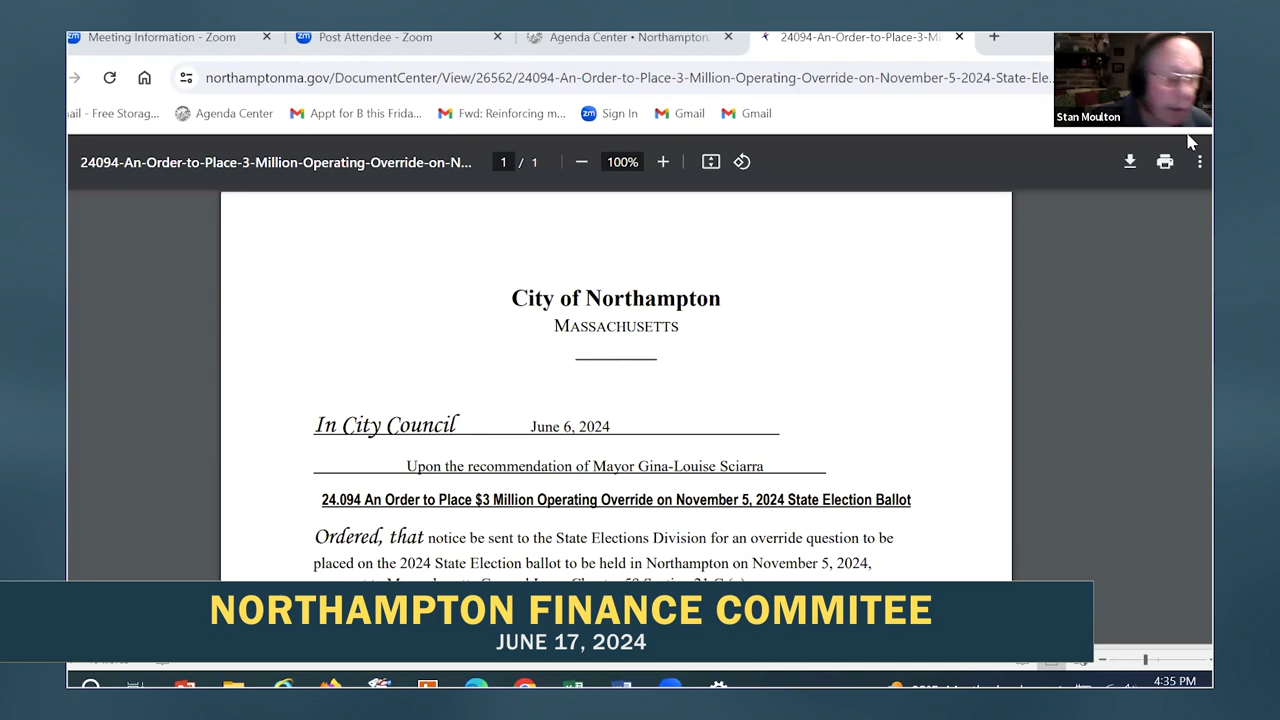 Meeting Information - Zoom
Post Attendee - Zoom
Agenda Center • Northampton
24094-An-Order-to-Place-3-Mi
northamptonma.gov/DocumentCenter/View/26562/24094-An-Order-to-Place-3-Million-Operating-Override-on-November-5-2024-State-Ele...
ail - Free Storag...
Agenda Center
Appt for B this Frida...
Fwd: Reinforcing m...
Sign In
Gmail
Gmail
Stan Moulton
24094-An-Order-to-Place-3-Million-Operating-Override-on-N...
1 / 1
100%
City of Northampton
MASSACHUSETTS
In City Council June 6, 2024
Upon the recommendation of Mayor Gina-Louise Sciarra
24.094 An Order to Place $3 Million Operating Override on November 5, 2024 State Election Ballot
Ordered, that notice be sent to the State Elections Division for an override question to be
placed on the 2024 State Election ballot to be held in Northampton on November 5, 2024,
NORTHAMPTON FINANCE COMMITEE
JUNE 17, 2024
4:35 PM